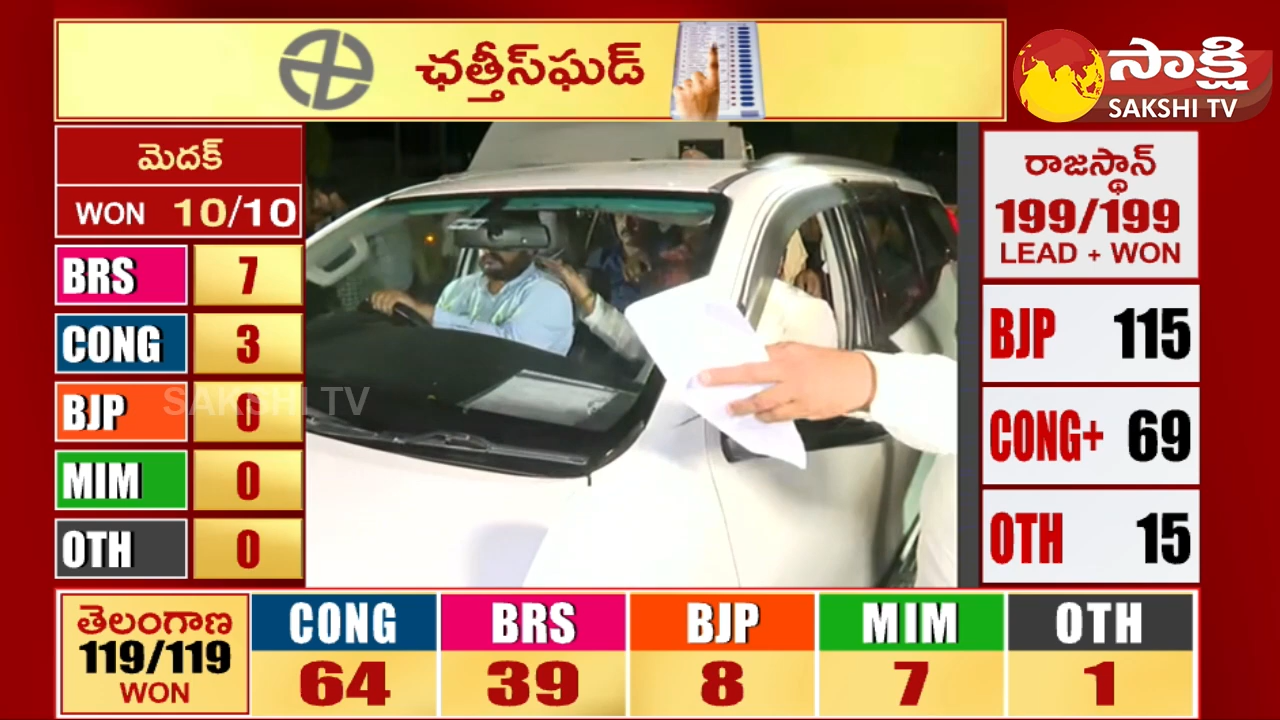 ఛత్తీస్‌ఘడ్
సాక్షి
SAKSHI TV
మెదక్
WON 10/10
BRS 7
CONG 3
BJP 0
MIM 0
OTH 0
SAKSHI TV
రాజస్థాన్
199/199
LEAD + WON
BJP 115
CONG+ 69
OTH 15
తెలంగాణ
119/119
WON
CONG BRS BJP MIM OTH
64 39 8 7 1